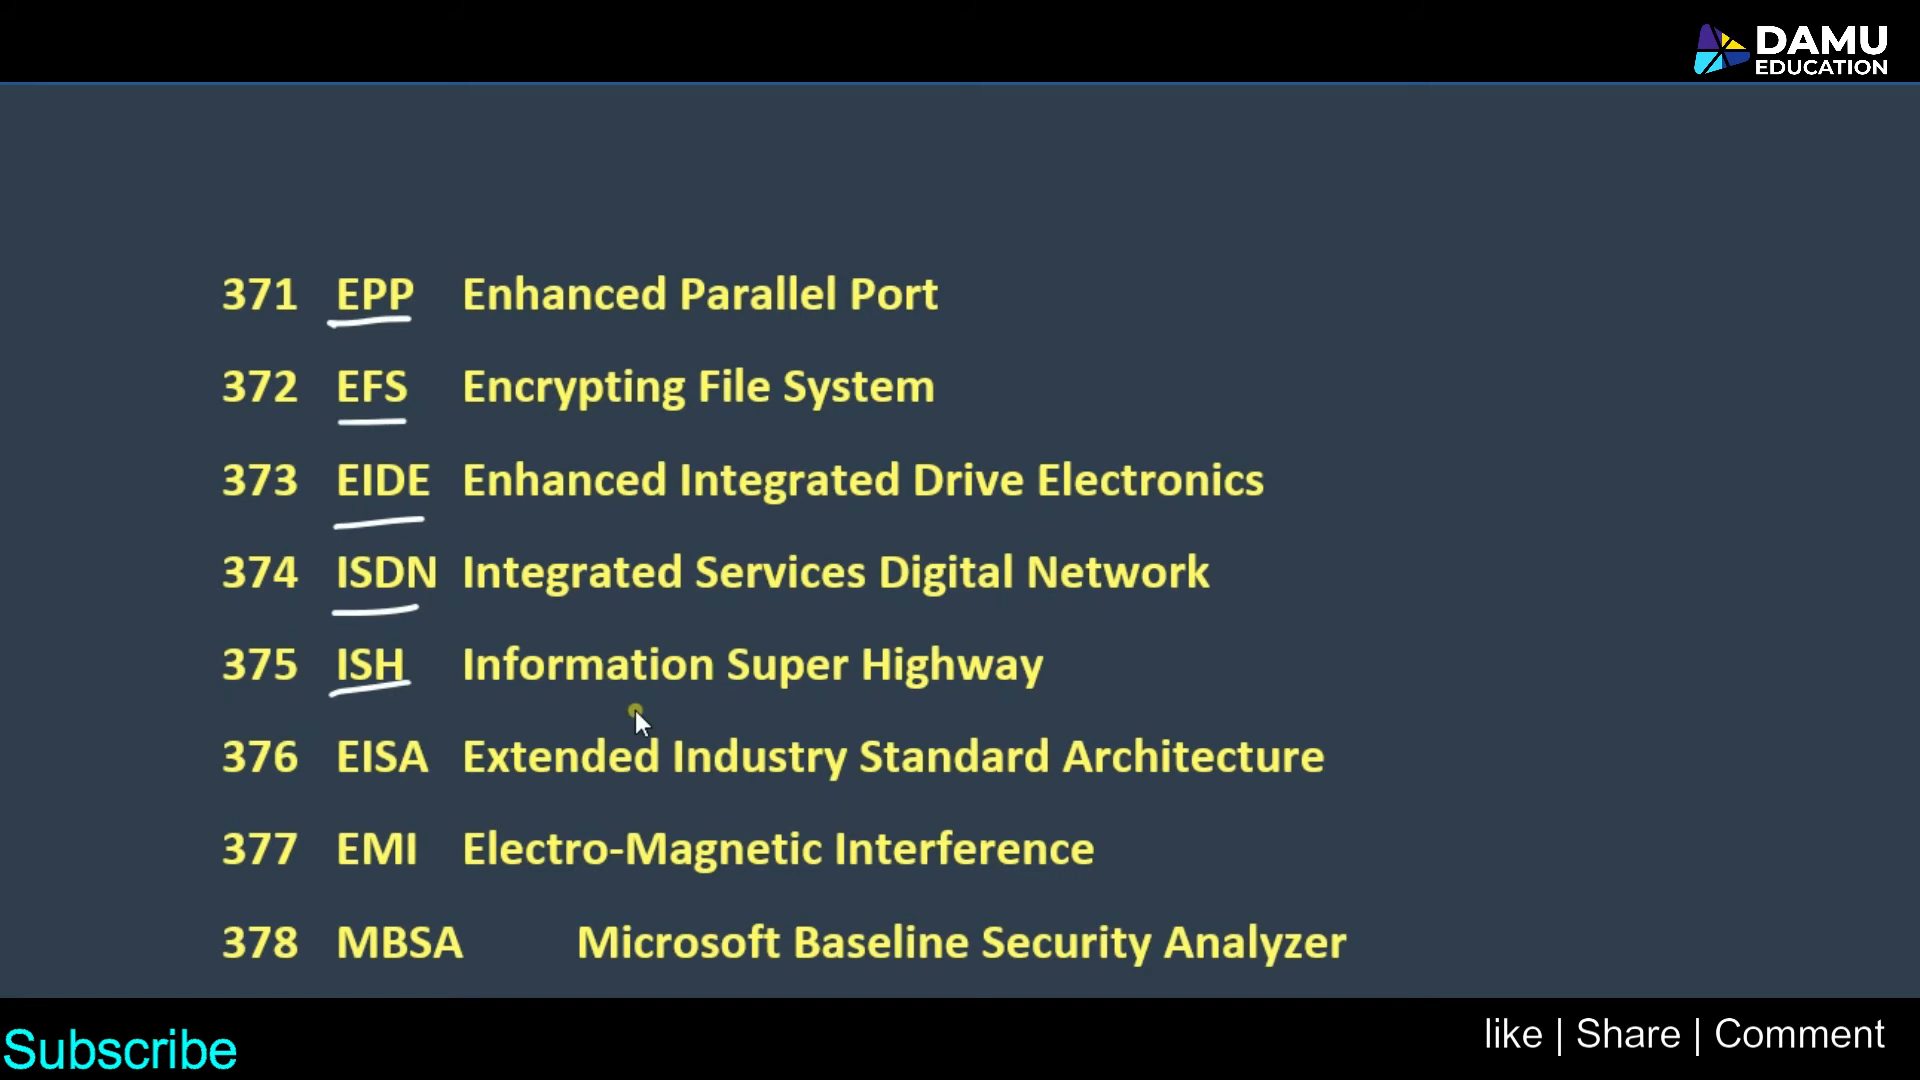 DAMU
EDUCATION
371 EPP Enhanced Parallel Port
372 EFS Encrypting File System
373 EIDE Enhanced Integrated Drive Electronics
374 ISDN Integrated Services Digital Network
375 ISH Information Super Highway
376 EISA Extended Industry Standard Architecture
377 EMI Electro-Magnetic Interference
378 MBSA Microsoft Baseline Security Analyzer
Subscribe
like | Share | Comment